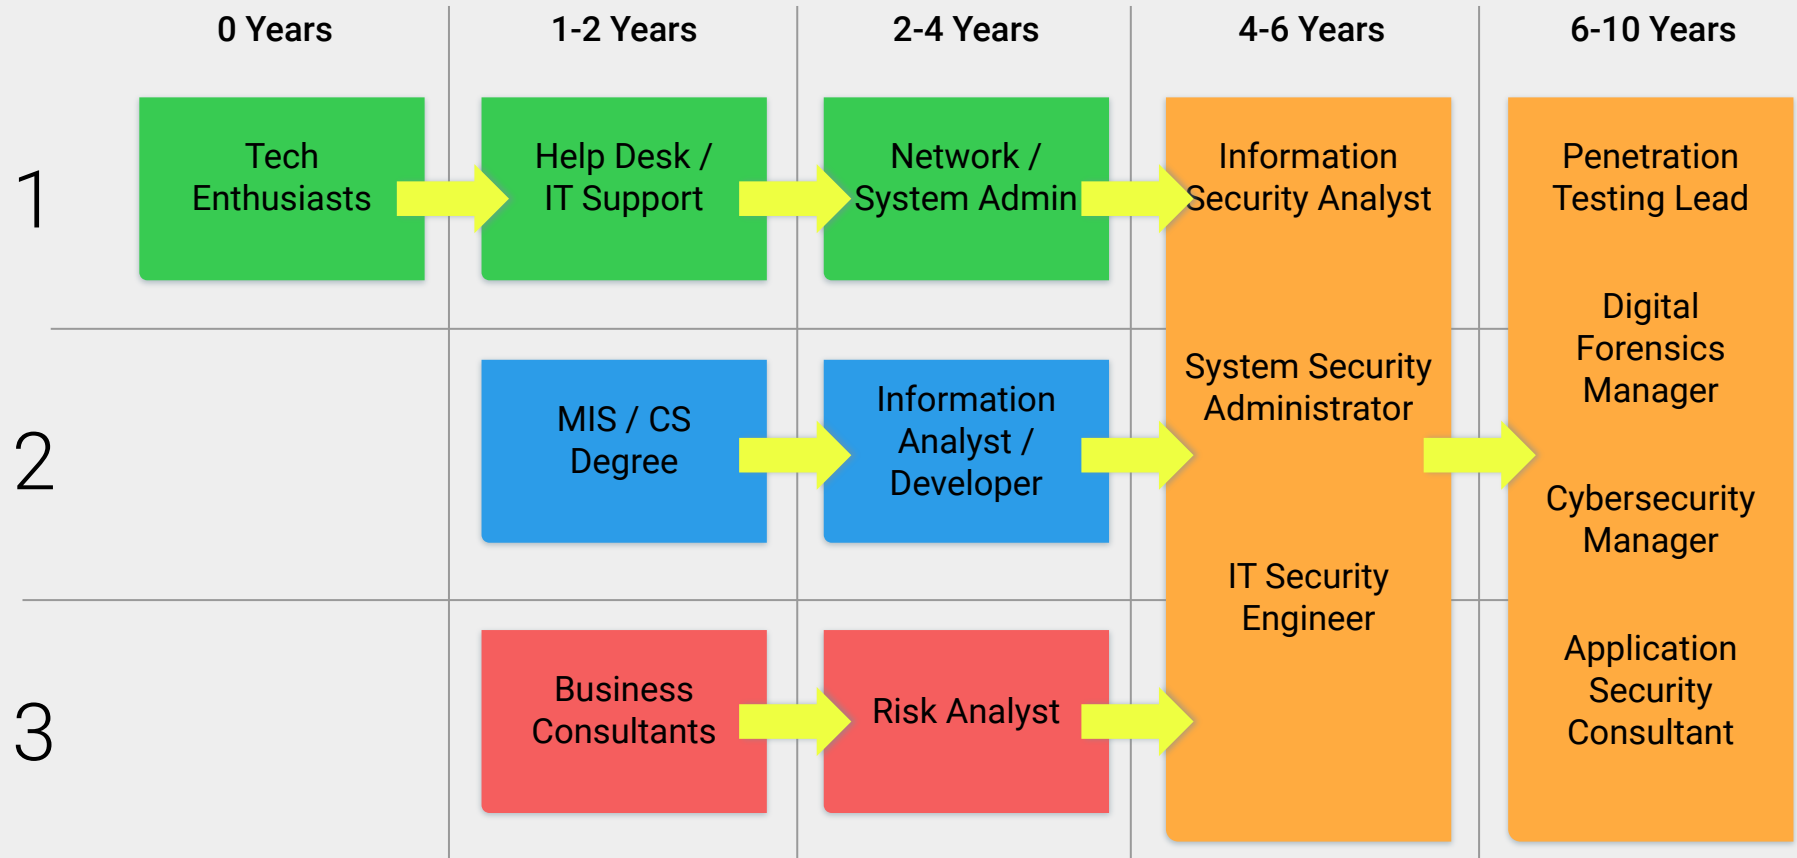 0 Years
1-2 Years
2-4 Years
4-6 Years
6-10 Years
1
Tech
Enthusiasts
Help Desk /
IT Support
Network /
System Admin
Information
Security Analyst
Penetration
Testing Lead
Digital
Forensics
Manager
2
MIS / CS
Degree
Information
Analyst /
Developer
System Security
Administrator
Cybersecurity
Manager
IT Security
Engineer
3
Business
Consultants
Risk Analyst
Application
Security
Consultant